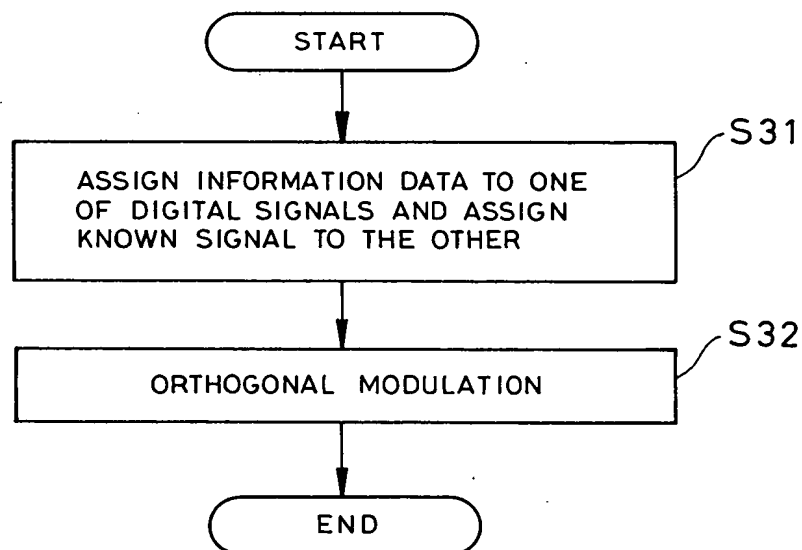 START
S31
ASSIGN INFORMATION DATA TO ONE
OF DIGITAL SIGNALS AND ASSIGN
KNOWN SIGNAL TO THE OTHER
S32
ORTHOGONAL MODULATION
END